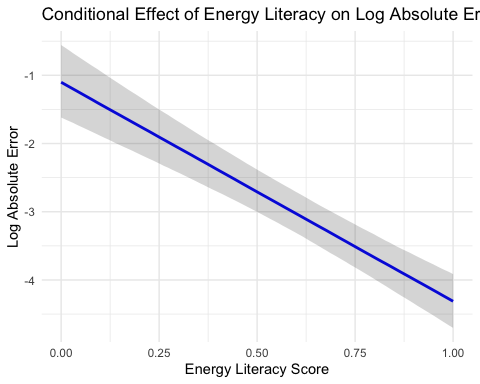 Conditional Effect of Energy Literacy on Log Absolute Er
-1
-2
-3
-4
Log Absolute Error
0.00 0.25 0.50 0.75 1.00
Energy Literacy Score